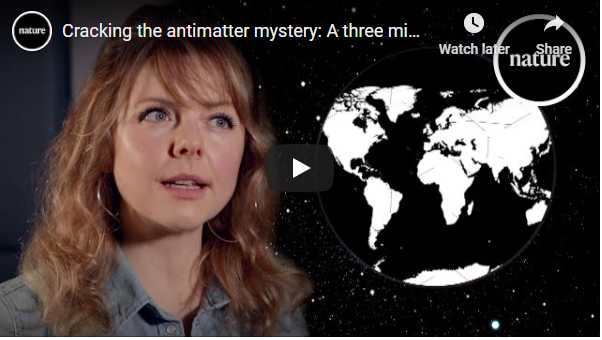 nature
Cracking the antimatter mystery: A three mi...
Watch later
Share
nature